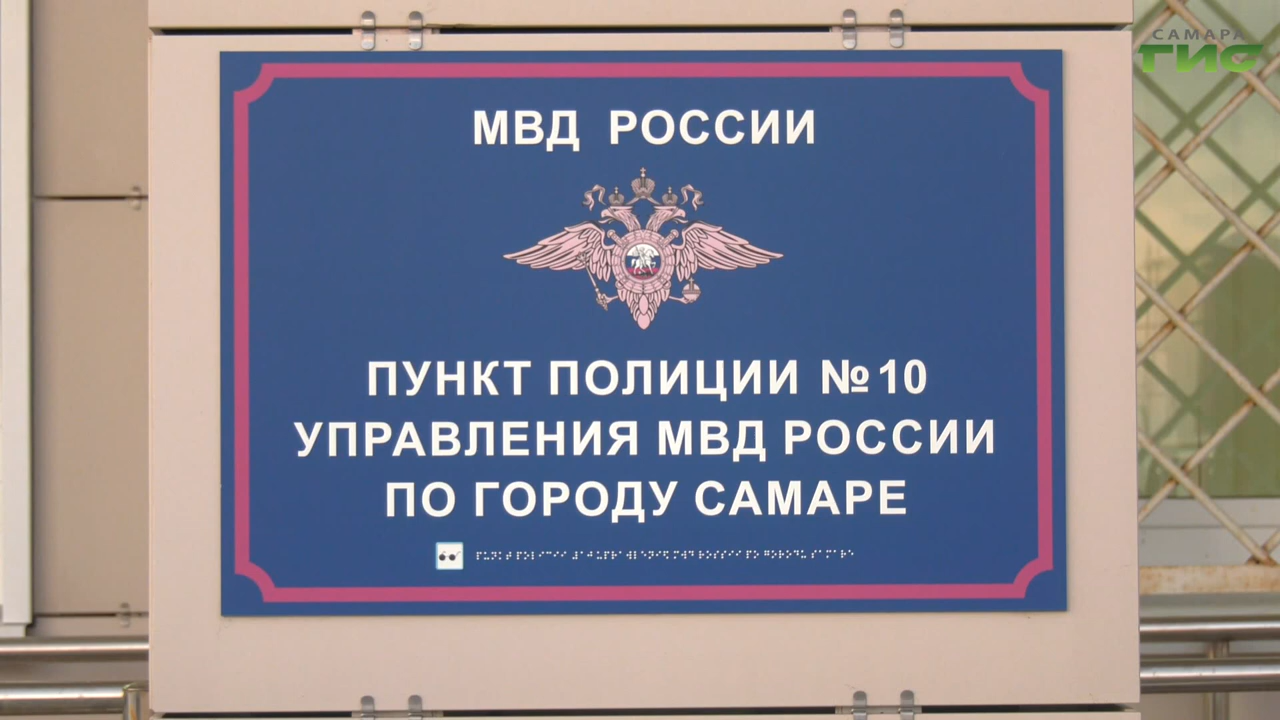 САМАРА
ГИС
МВД РОССИИ
ПУНКТ ПОЛИЦИИ №10
УПРАВЛЕНИЯ МВД РОССИИ
ПО ГОРОДУ САМАРЕ